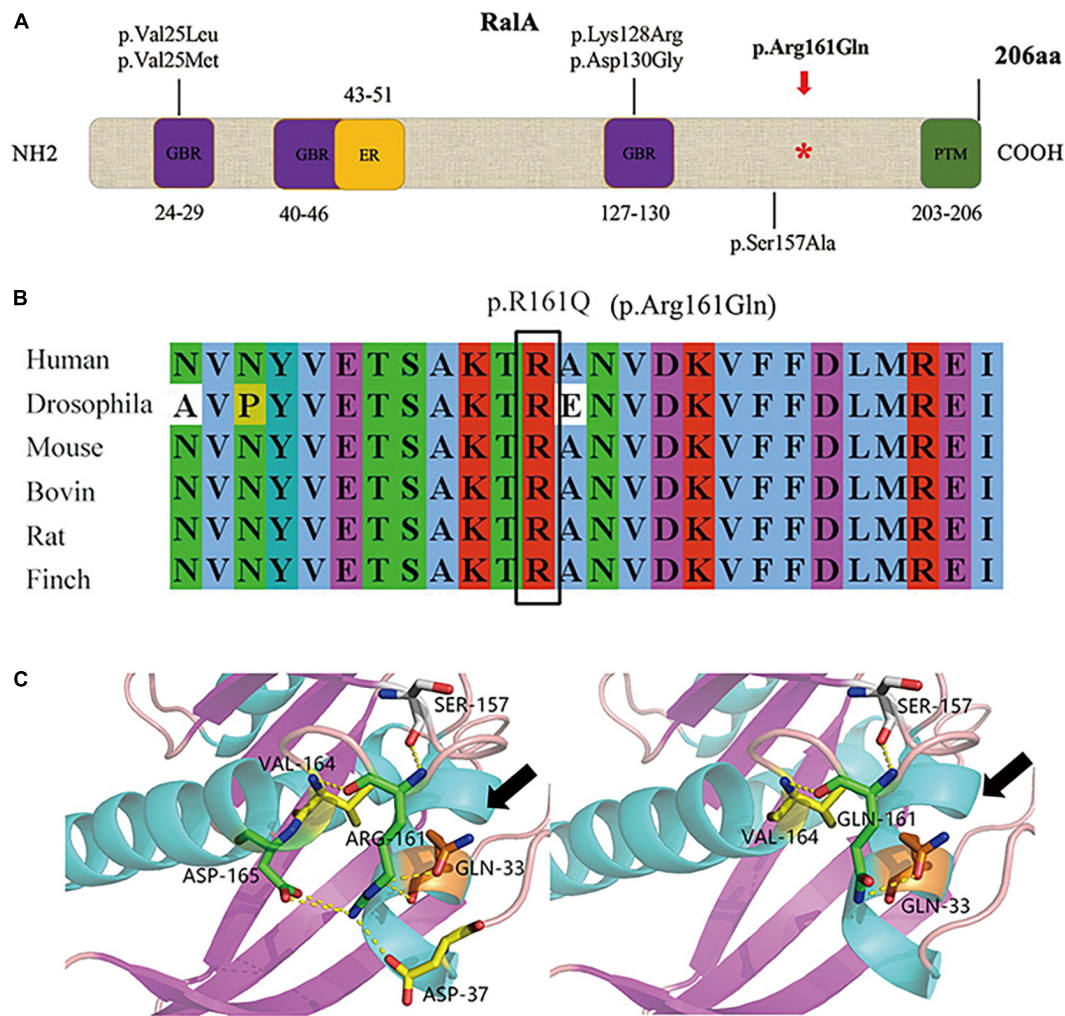 A
RalA
p.Val25Leu
p.Val25Met
p.Lys128Arg
p.Asp130Gly
p.Arg161Gln
206aa
43-51
NH2
GBR
GBR
ER
GBR
*
PTM
COOH
24-29
40-46
127-130
203-206
p.Ser157Ala
B
p.R161Q (p.Arg161Gln)
Human N V N Y V E T S A K T R A N V D K V F F D L M R E I
Drosophila A V P Y V E T S A K T R E N V D K V F F D L M R E I
Mouse N V N Y V E T S A K T R A N V D K V F F D L M R E I
Bovin N V N Y V E T S A K T R A N V D K V F F D L M R E I
Rat N V N Y V E T S A K T R A N V D K V F F D L M R E I
Finch N V N Y V E T S A K T R A N V D K V F F D L M R E I
C
SER-157
VAL-164
ARG-161
GLN-33
ASP-165
ASP-37
SER-157
VAL-164
GLN-161
GLN-33